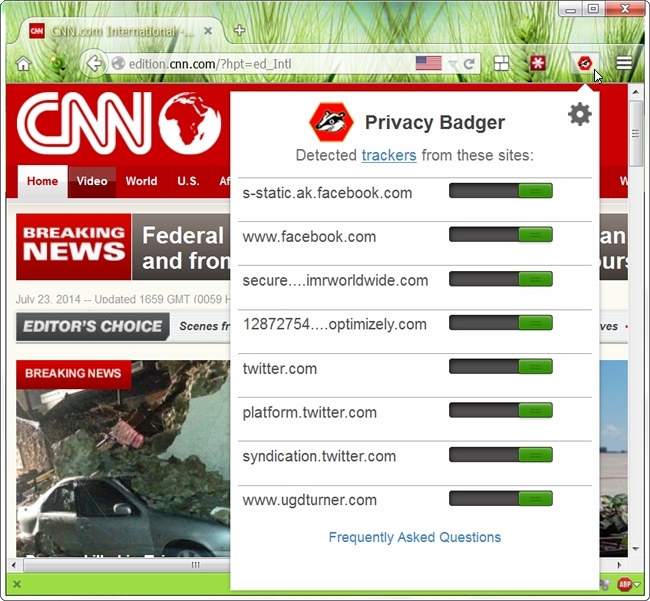 CNN
CNN.com International -...
edition.cnn.com/?hpt=ed_Intl
CNN
Home Video World U.S.
Privacy Badger
Detected trackers from these sites:
s-static.ak.facebook.com
www.facebook.com
secure....imrworldwide.com
12872754....optimizely.com
twitter.com
platform.twitter.com
syndication.twitter.com
www.ugdturner.com
Frequently Asked Questions
BREAKING
NEWS
Federal
and from
July 23, 2014 -- Updated 1659 GMT (0059
EDITOR'S CHOICE
Scenes
BREAKING NEWS
ABP